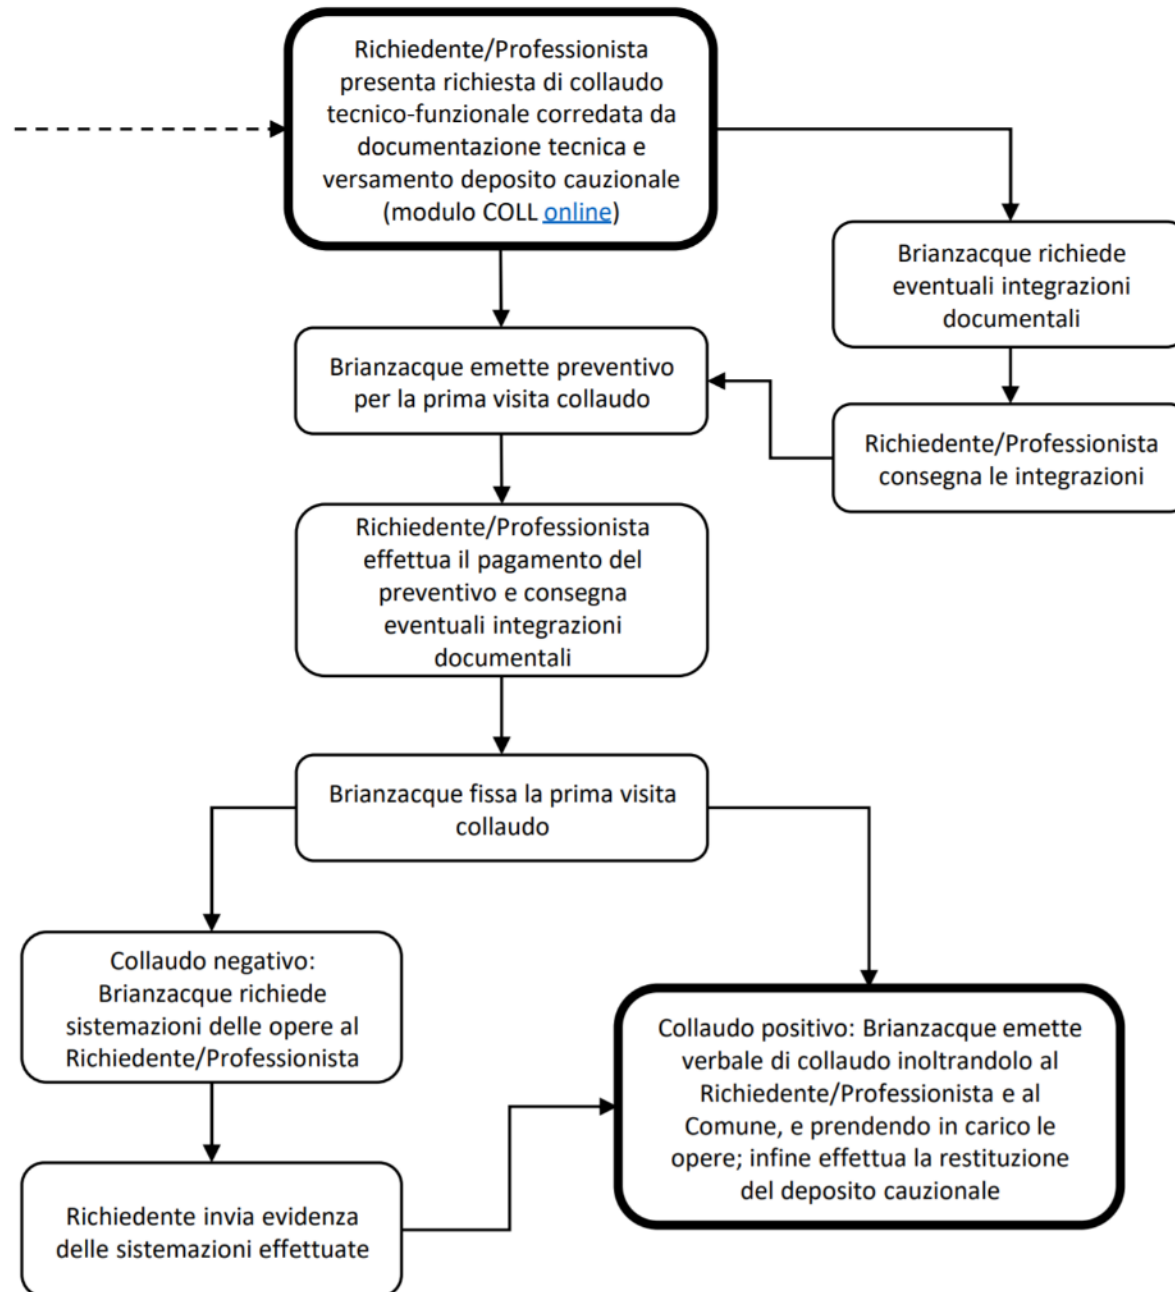 Richiedente/Professionista
presenta richiesta di collaudo
tecnico-funzionale corredata da
documentazione tecnica e
versamento deposito cauzionale
(modulo COLL online)
Brianzacque richiede
eventuali integrazioni
documentali
Brianzacque emette preventivo
per la prima visita collaudo
Richiedente/Professionista
consegna le integrazioni
Richiedente/Professionista
effettua il pagamento del
preventivo e consegna
eventuali integrazioni
documentali
Brianzacque fissa la prima visita
collaudo
Collaudo negativo:
Brianzacque richiede
sistemazioni delle opere al
Richiedente/Professionista
Collaudo positivo: Brianzacque emette
verbale di collaudo inoltrandolo al
Richiedente/Professionista e al
Comune, e prendendo in carico le
opere; infine effettua la restituzione
del deposito cauzionale
Richiedente invia evidenza
delle sistemazioni effettuate